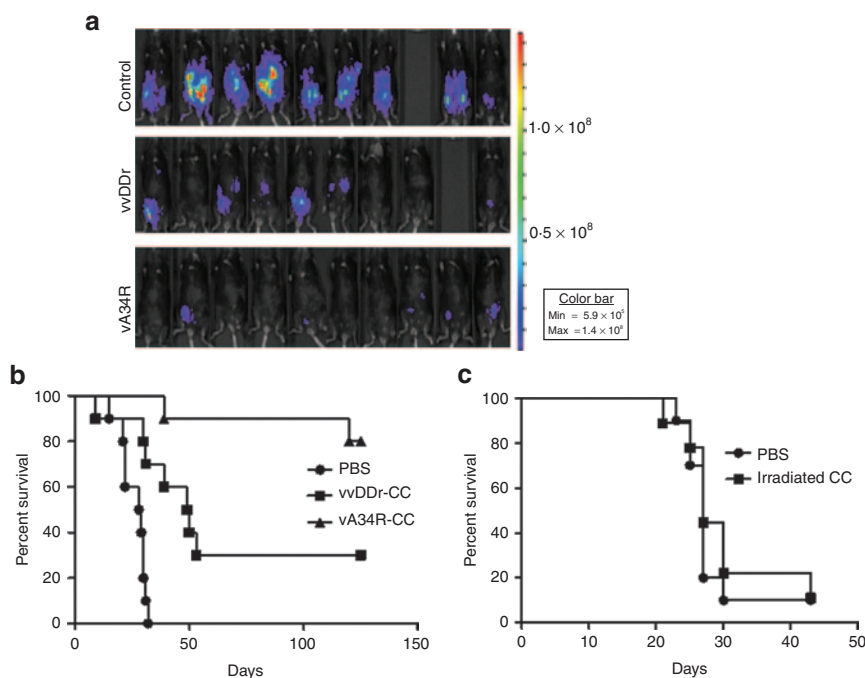 a
Control
vvDDr
vA34R
1·0 × 10⁸
0·5 × 10⁸
Color bar
Min = 5.9 × 10⁵
Max =1.4 × 10⁸
b
Percent survival
100
80
60
40
20
0
0 50 100 150
Days
PBS
vvDDr-CC
vA34R-CC
c
Percent survival
100
80
60
40
20
0
0 10 20 30 40 50
Days
PBS
Irradiated CC